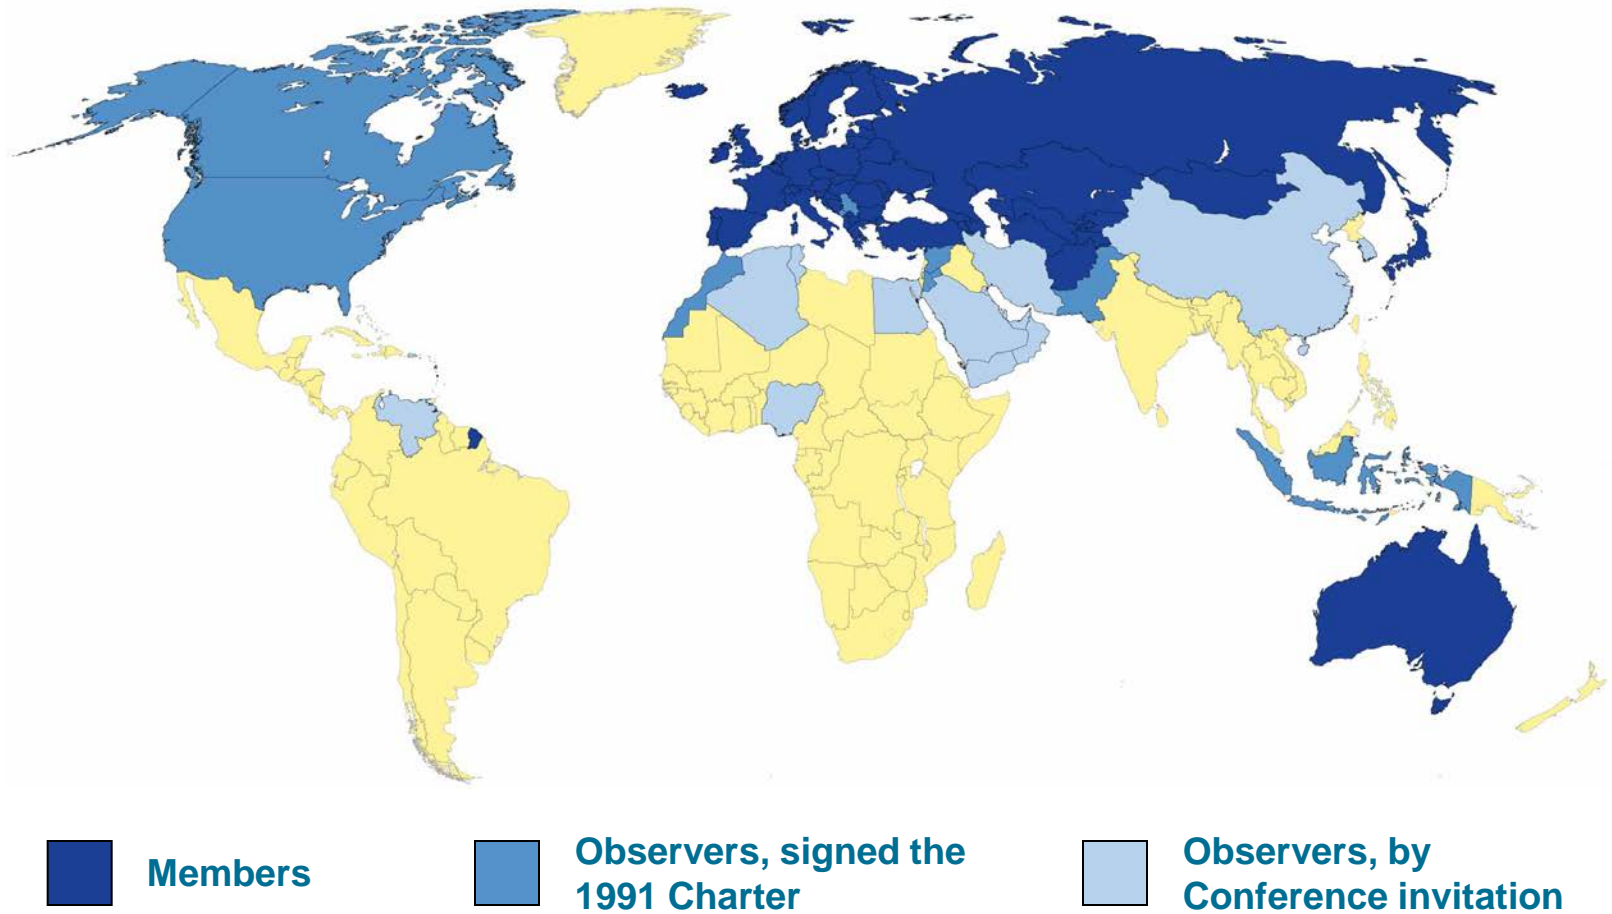 Members
Observers, signed the
1991 Charter
Observers, by
Conference invitation